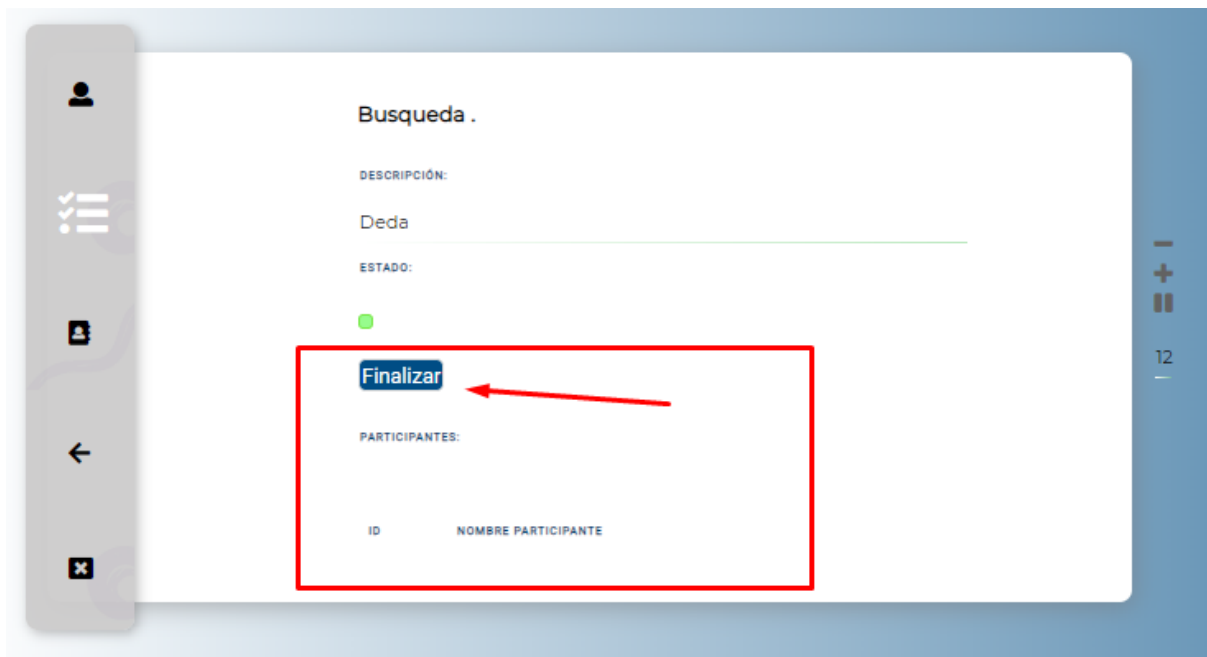 Busqueda .
DESCRIPCIÓN:
Deda
ESTADO:
Finalizar
12
PARTICIPANTES:
ID NOMBRE PARTICIPANTE